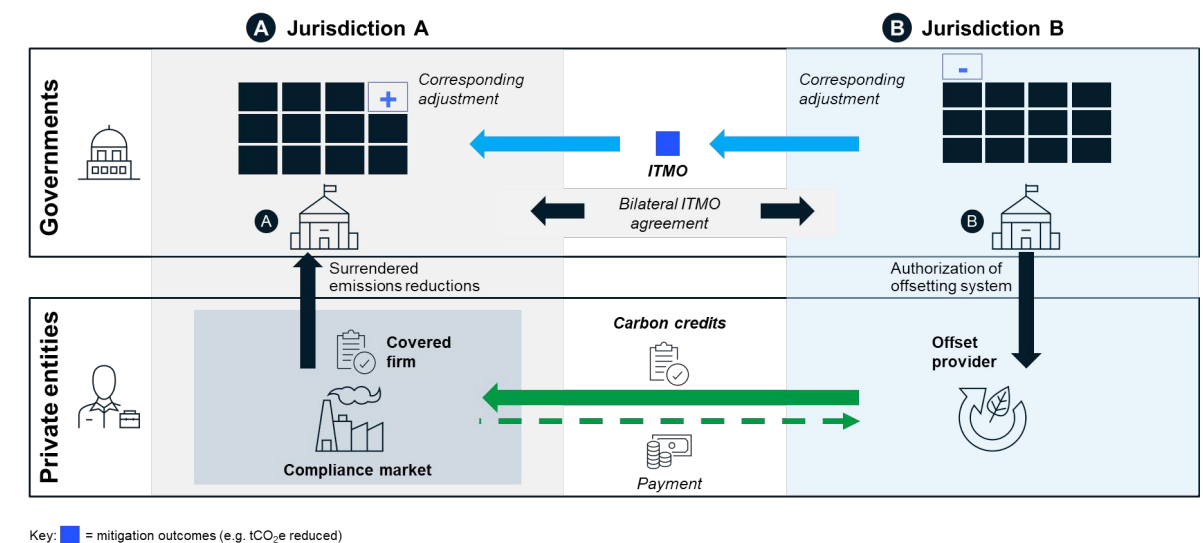 A Jurisdiction A
B Jurisdiction B
Governments
+
Corresponding
adjustment
ITMO
Corresponding
adjustment
-
A
Bilateral ITMO
agreement
B
Surrendered
emissions reductions
Authorization of
offsetting system
Private entities
Covered
firm
Compliance market
Carbon credits
Payment
Offset
provider
Key: = mitigation outcomes (e.g. tCO₂e reduced)